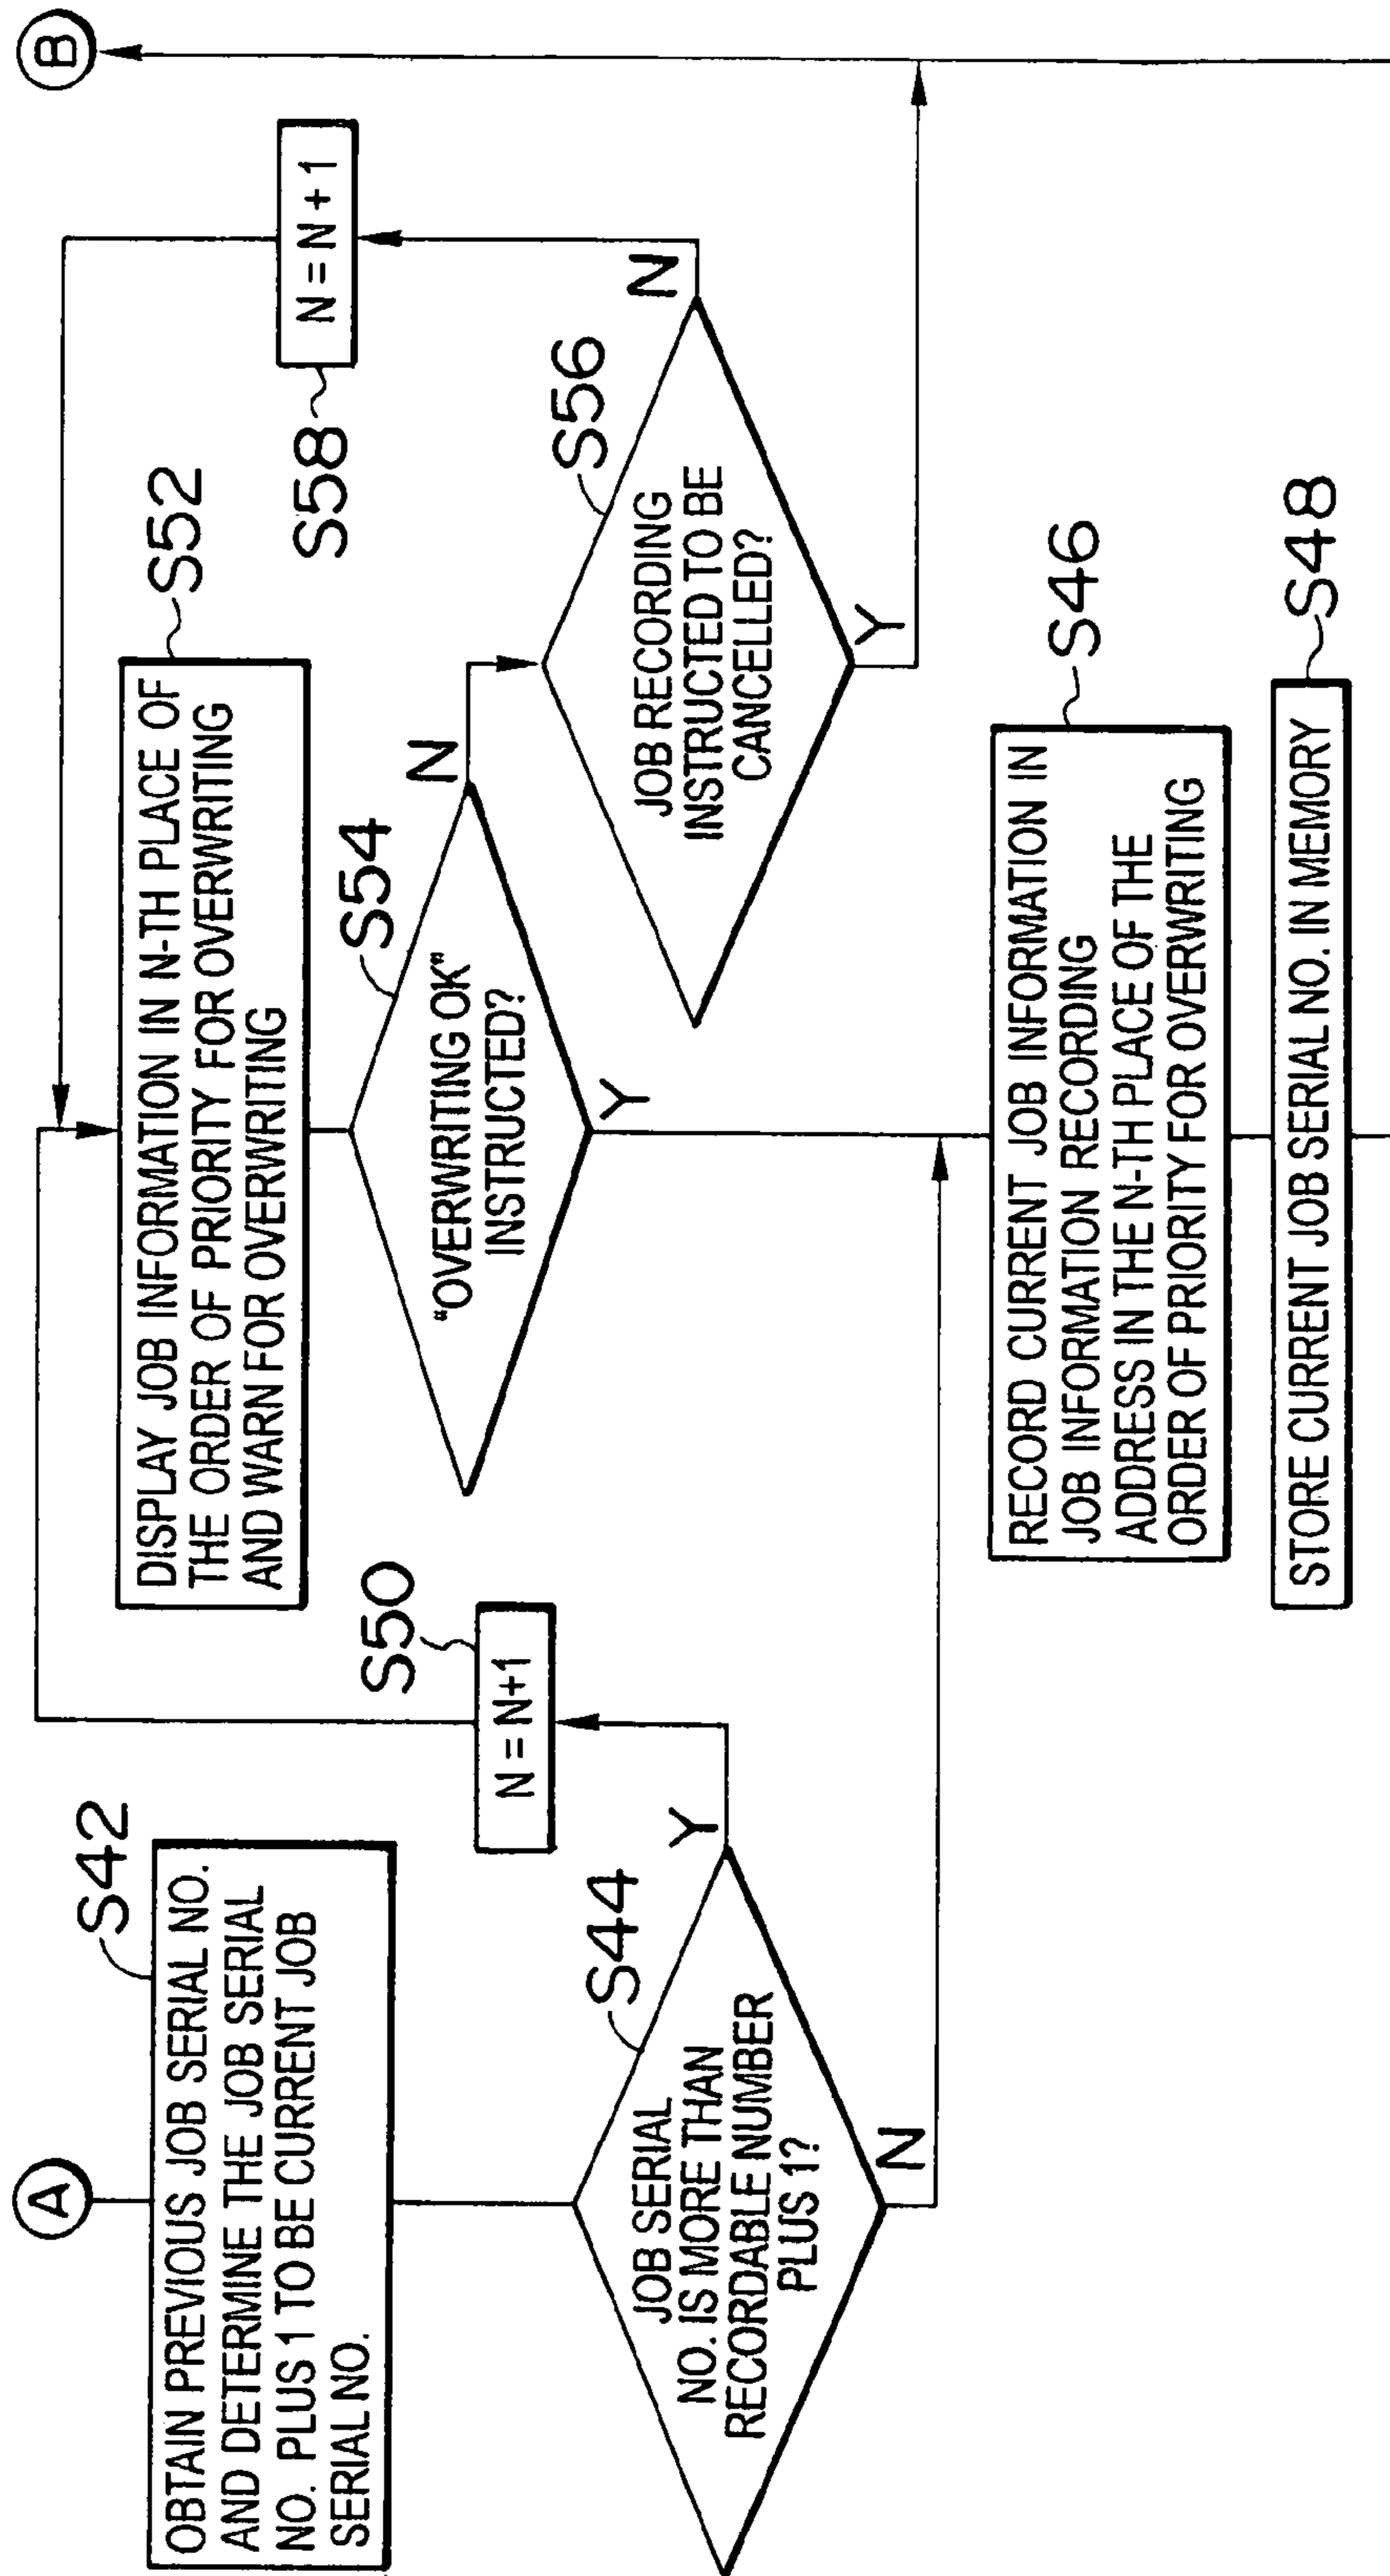 A
S42
OBTAIN PREVIOUS JOB SERIAL NO.
AND DETERMINE THE JOB SERIAL
NO. PLUS 1 TO BE CURRENT JOB
SERIAL NO.
S44
JOB SERIAL
NO. IS MORE THAN
RECORDABLE NUMBER
PLUS 1?
Y
N
S50
N = N+1
S52
DISPLAY JOB INFORMATION IN N-TH PLACE OF
THE ORDER OF PRIORITY FOR OVERWRITING
AND WARN FOR OVERWRITING
S54
"OVERWRITING OK"
INSTRUCTED?
N
Y
S56
JOB RECORDING
INSTRUCTED TO BE
CANCELLED?
N
Y
S58
N = N + 1
S46
RECORD CURRENT JOB INFORMATION IN
JOB INFORMATION RECORDING
ADDRESS IN THE N-TH PLACE OF THE
ORDER OF PRIORITY FOR OVERWRITING
S48
STORE CURRENT JOB SERIAL NO. IN MEMORY
B